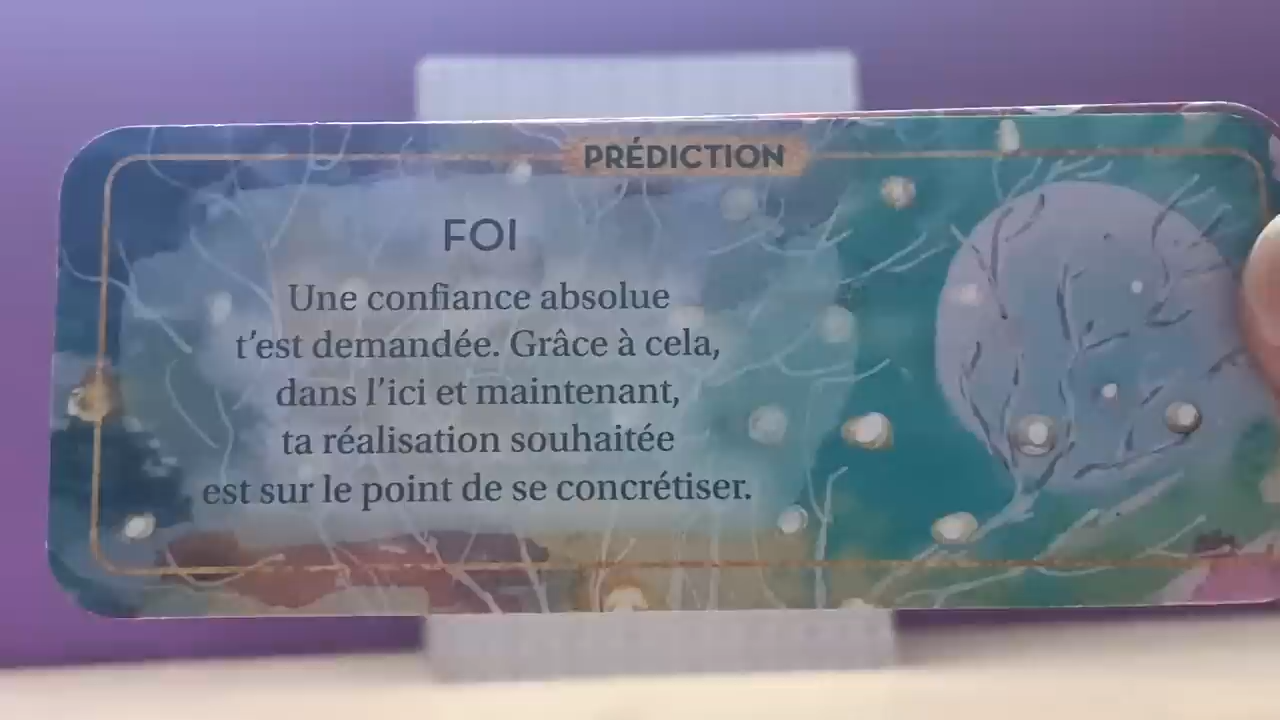 PRÉDICTION
FOI
Une confiance absolue
t'est demandée. Grâce à cela,
dans l'ici et maintenant,
ta réalisation souhaitée
est sur le point de se concrétiser.